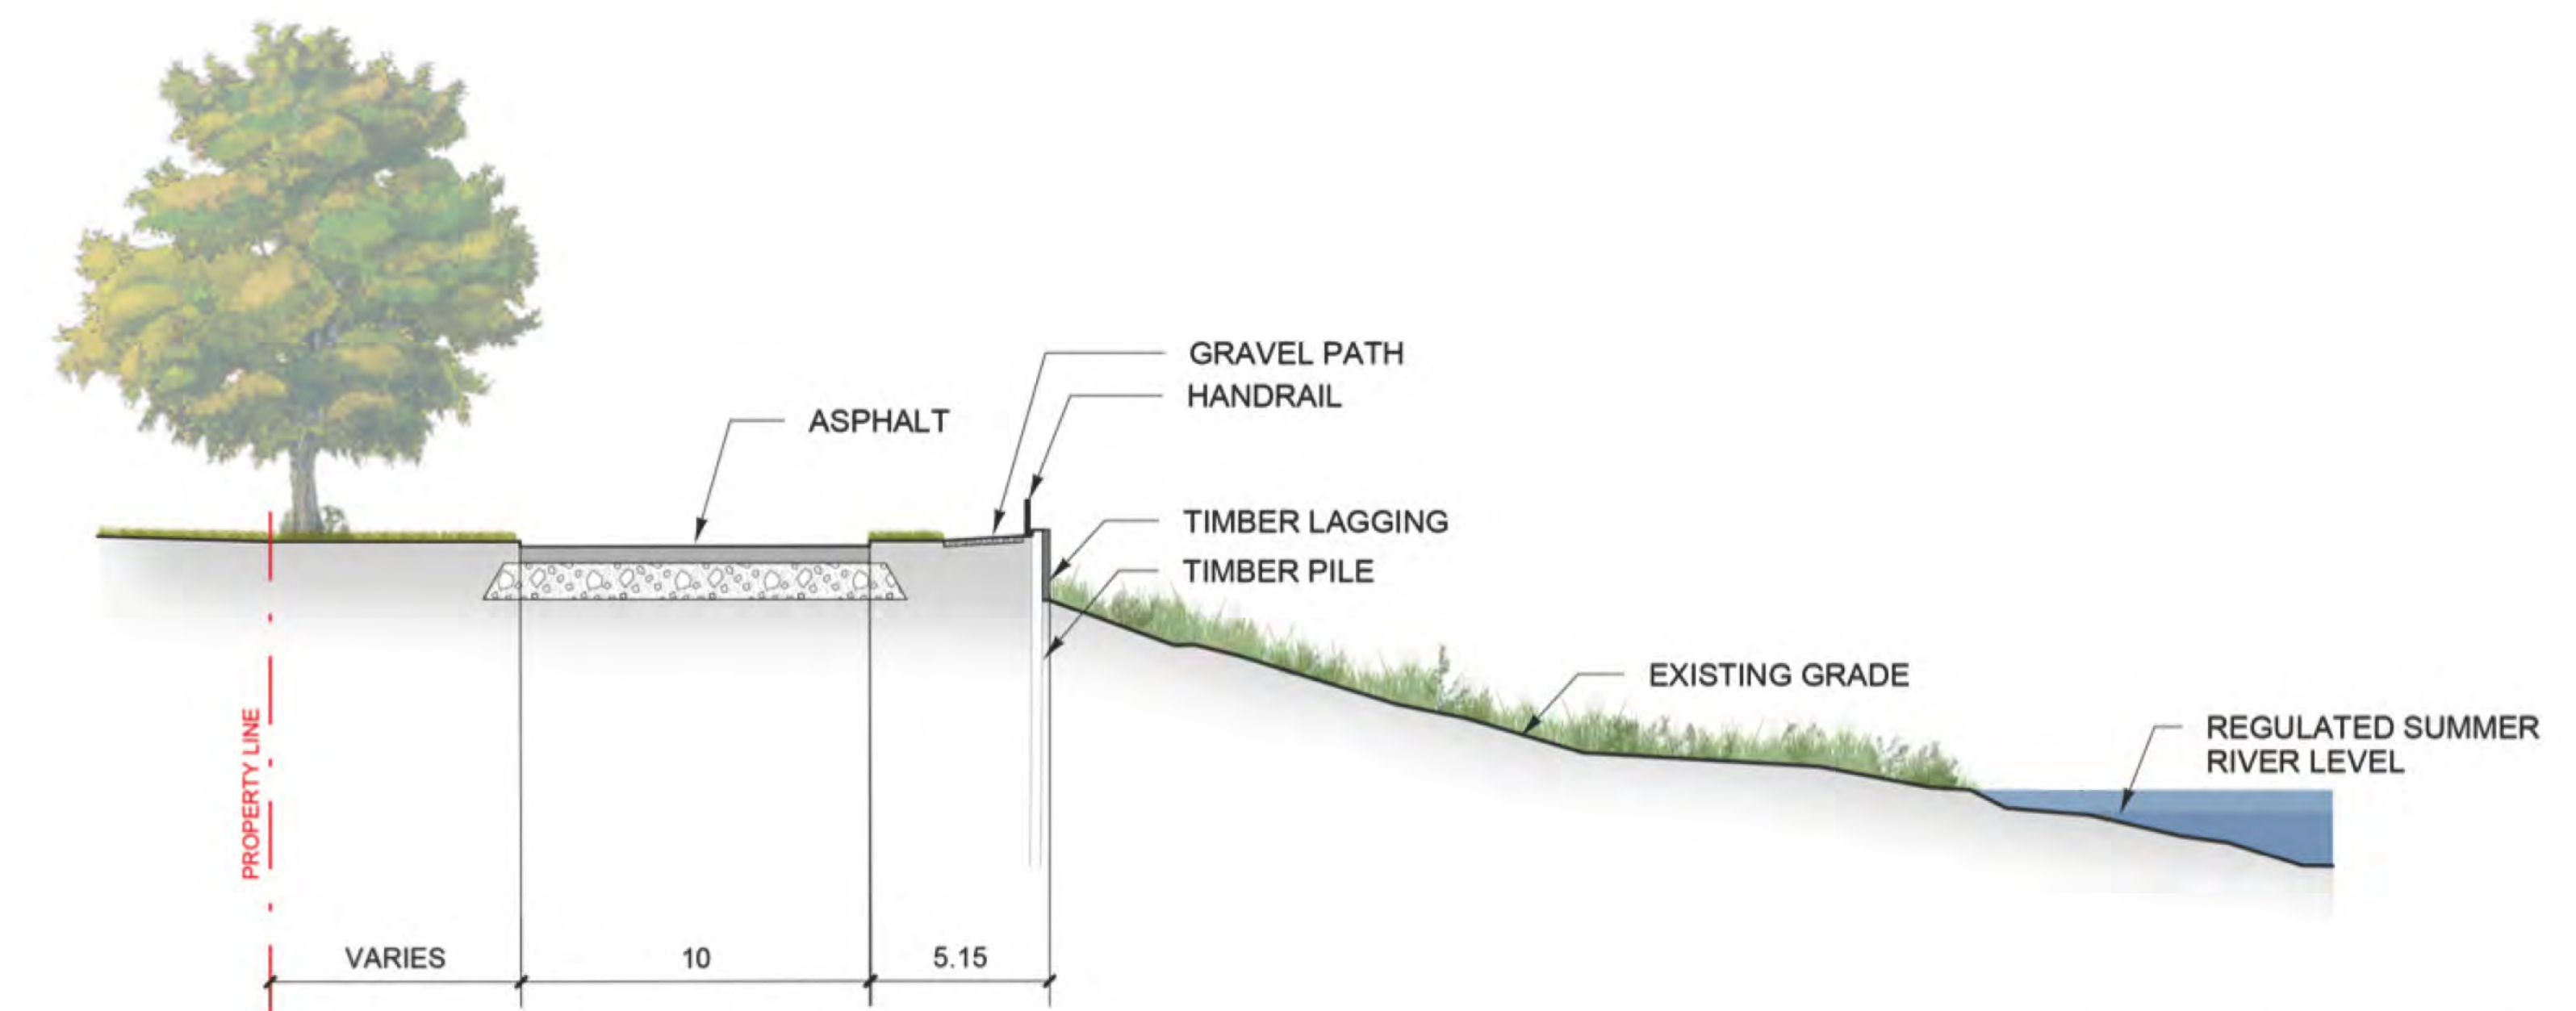 GRAVEL PATH
HANDRAIL
ASPHALT
TIMBER LAGGING
TIMBER PILE
EXISTING GRADE
REGULATED SUMMER
RIVER LEVEL
PROPERTY LINE
VARIES
10
5.15